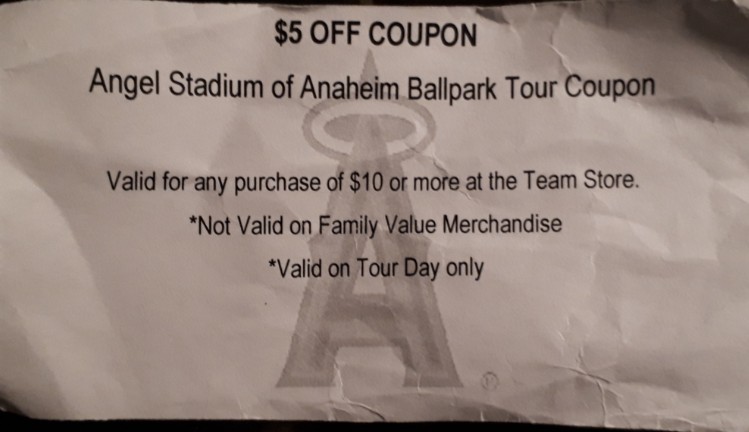 $5 OFF COUPON
Angel Stadium of Anaheim Ballpark Tour Coupon
Valid for any purchase of $10 or more at the Team Store.
*Not Valid on Family Value Merchandise
*Valid on Tour Day only